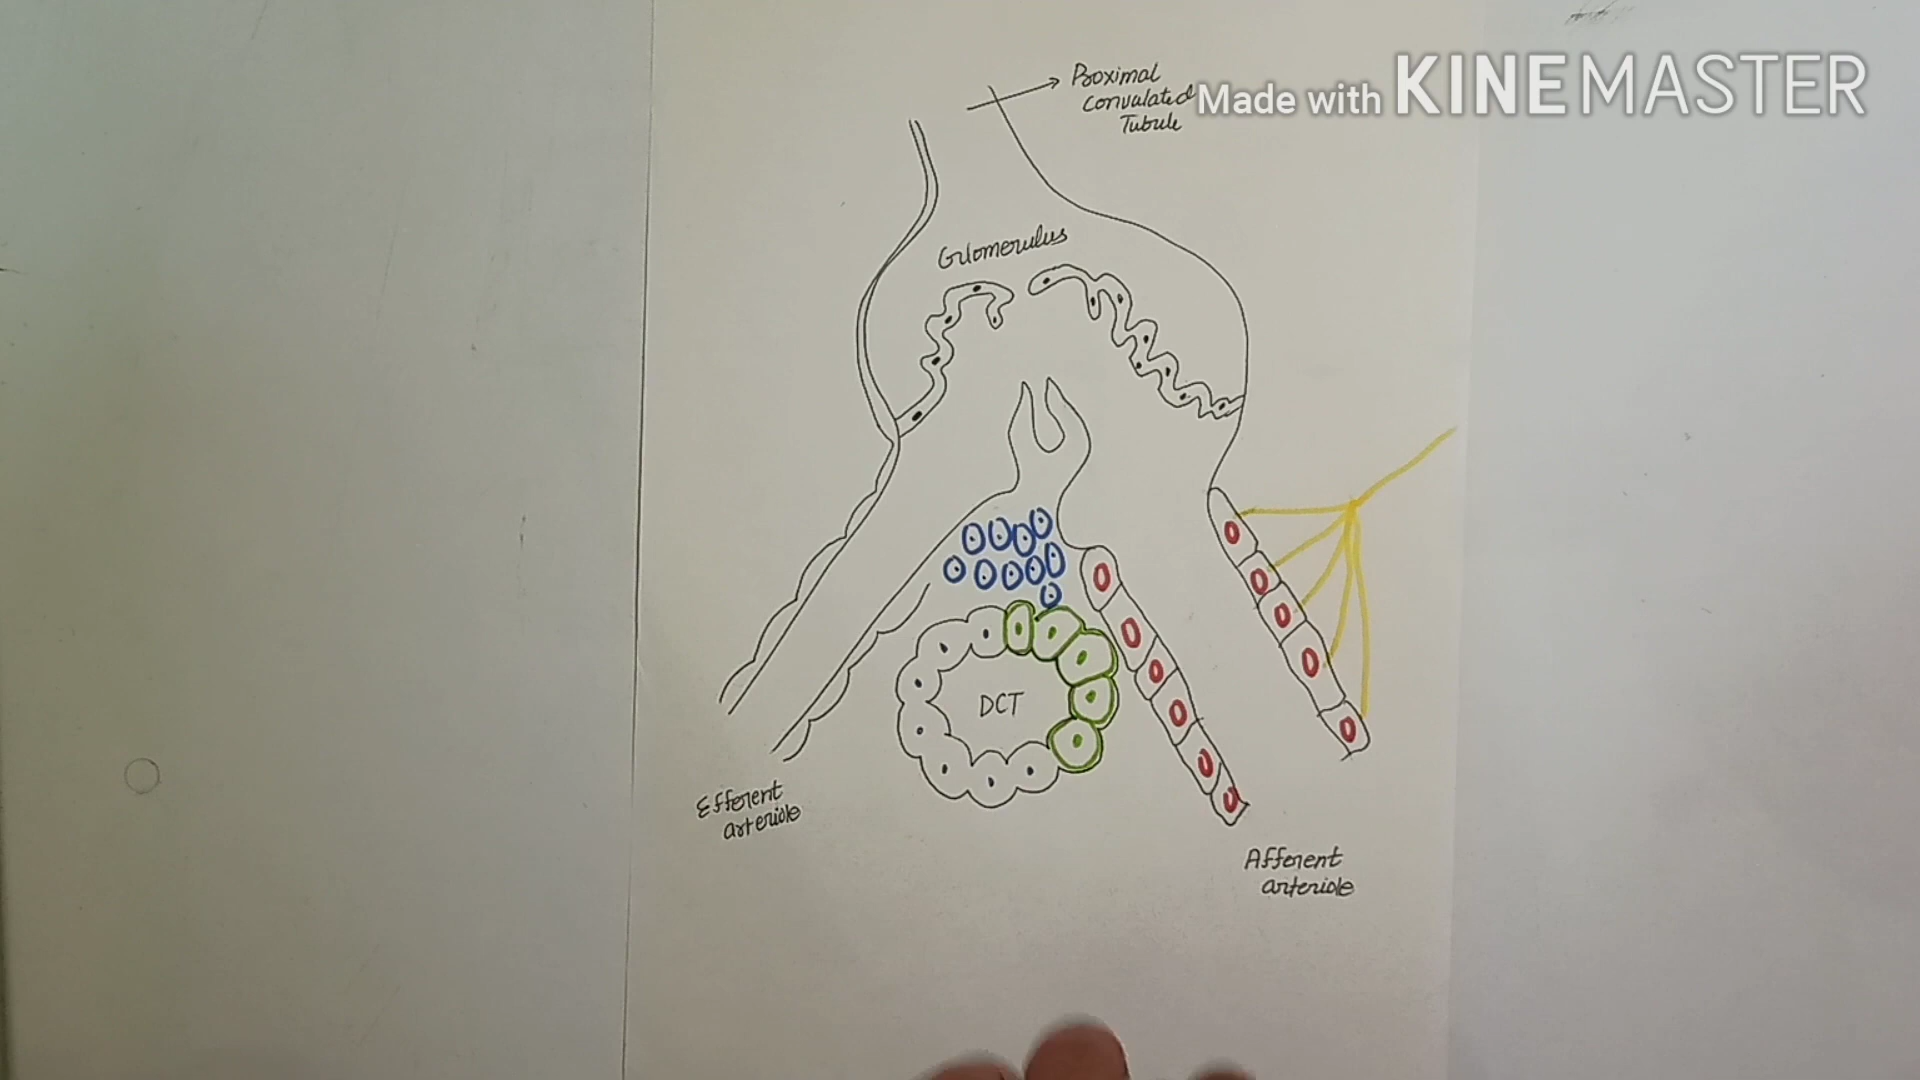 Proximal
convulated
Tubule
Made with KINEMASTER
Glomerulus
DCT
Efferent
arteriole
Afferent
arteriole